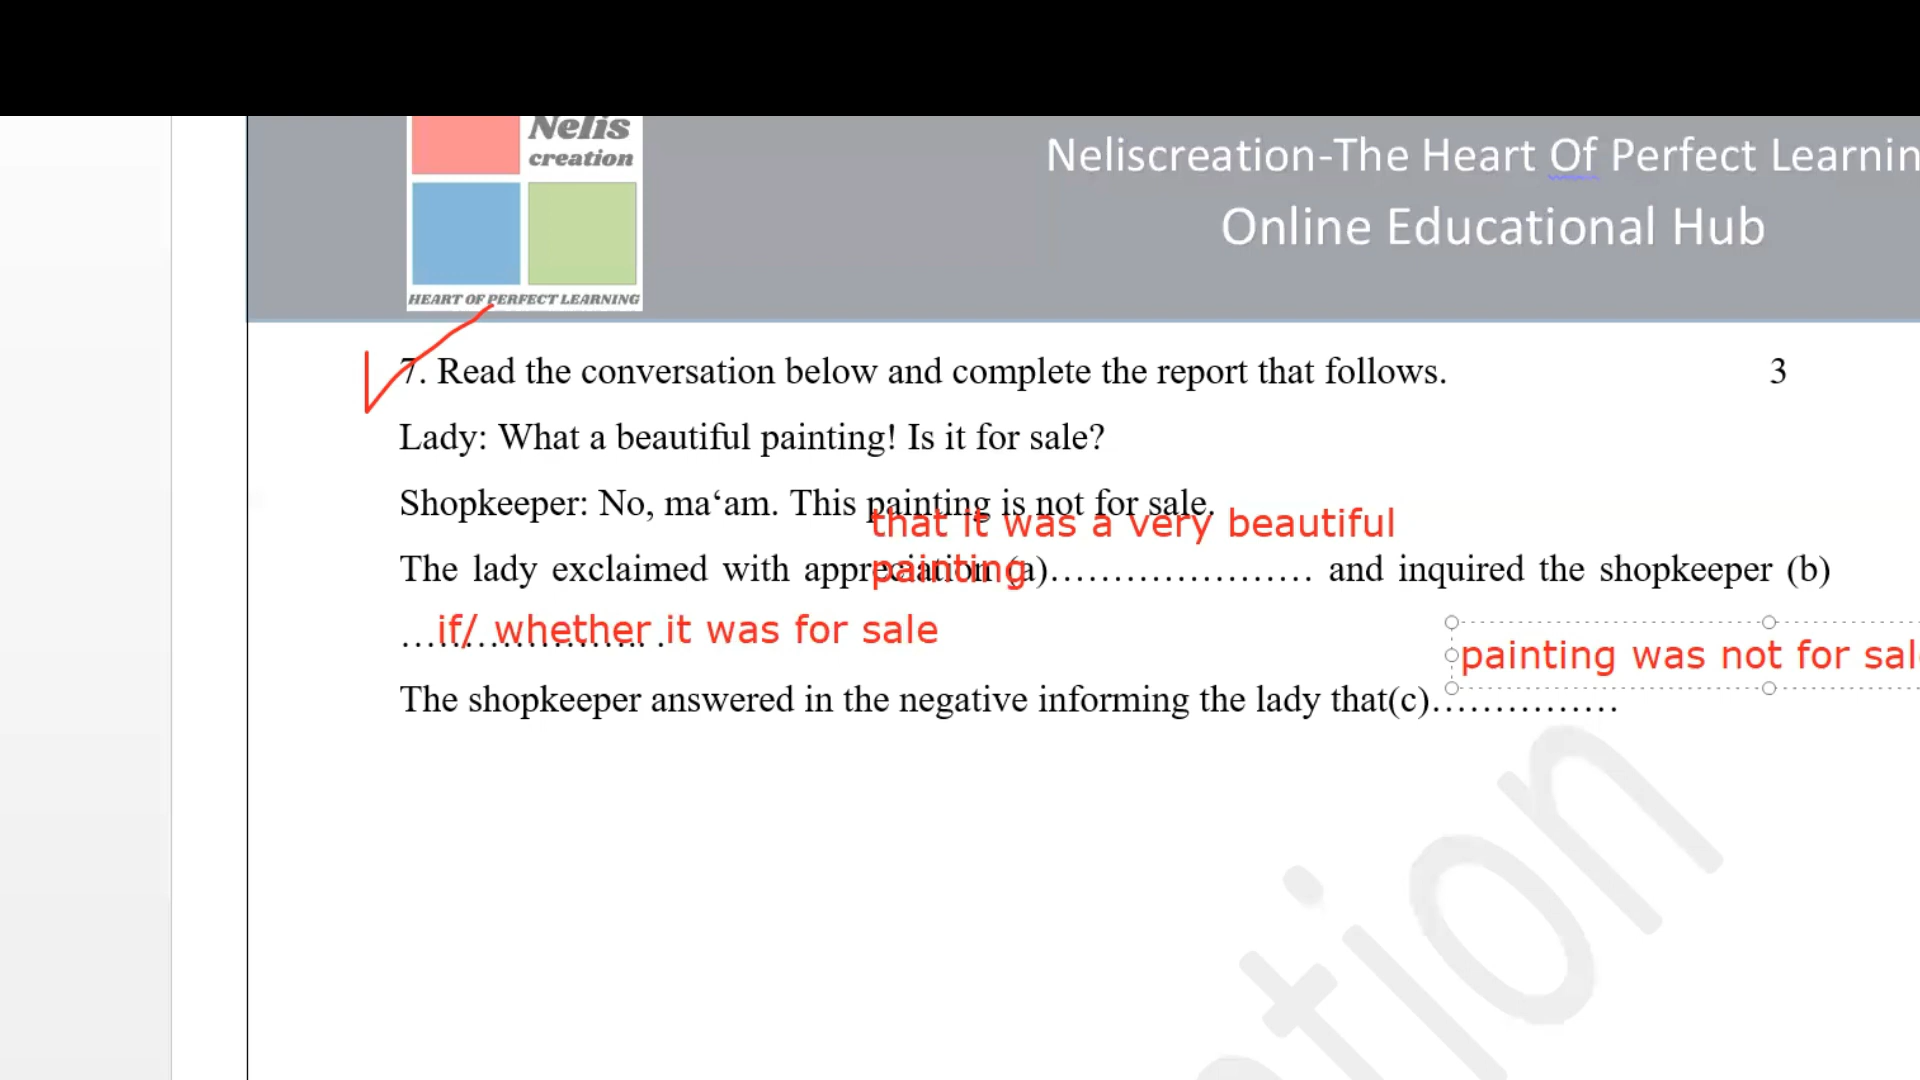 Nelis
creation
HEART OF PERFECT LEARNING
Neliscreation-The Heart Of Perfect Learnin
Online Educational Hub
7. Read the conversation below and complete the report that follows. 3
Lady: What a beautiful painting! Is it for sale?
Shopkeeper: No, ma‘am. This painting is not for sale.
that it was a very beautiful
painting
The lady exclaimed with appreciation (a)………………… and inquired the shopkeeper (b)
if/ whether it was for sale
……………….. .
painting was not for sal
The shopkeeper answered in the negative informing the lady that(c)……………
tion